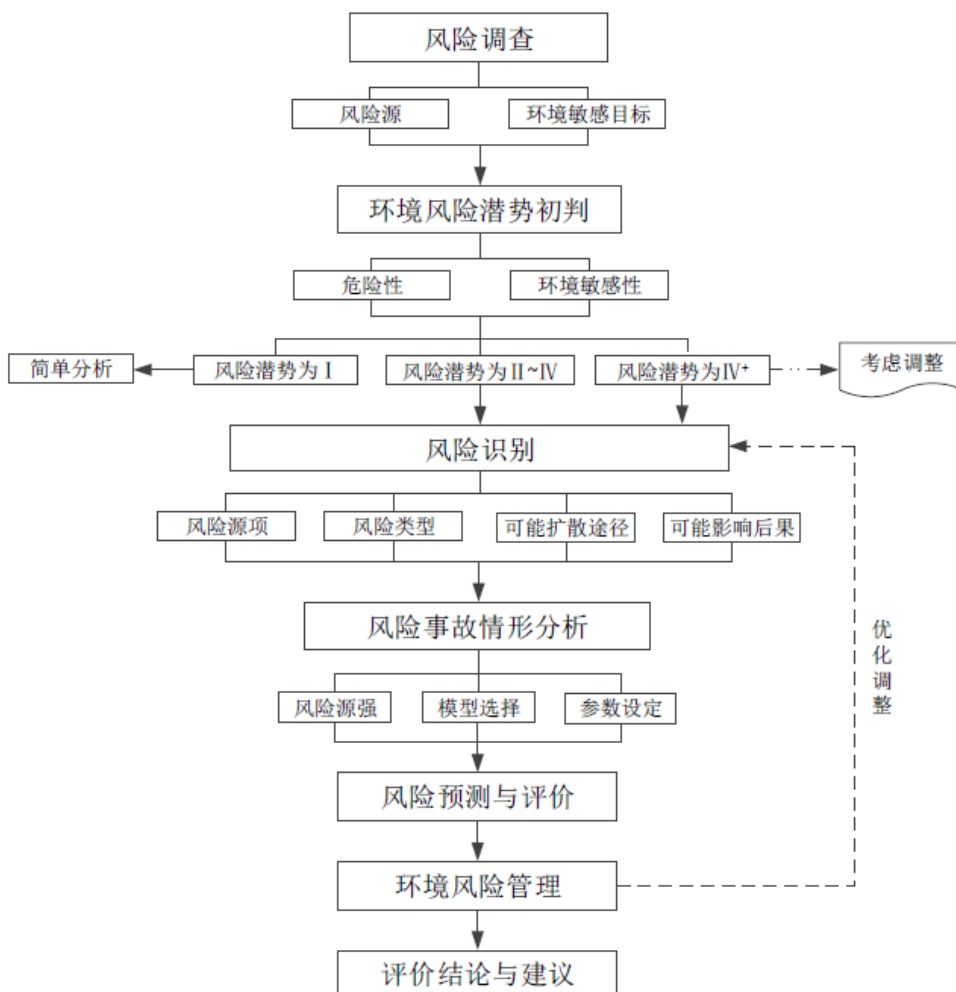 风险调查
风险源
环境敏感目标
环境风险潜势初判
危险性
环境敏感性
简单分析
风险潜势为Ⅰ
风险潜势为Ⅱ~Ⅳ
风险潜势为Ⅳ⁺
考虑调整
风险识别
风险源项
风险类型
可能扩散途径
可能影响后果
风险事故情形分析
优化调整
风险源强
模型选择
参数设定
风险预测与评价
环境风险管理
评价结论与建议